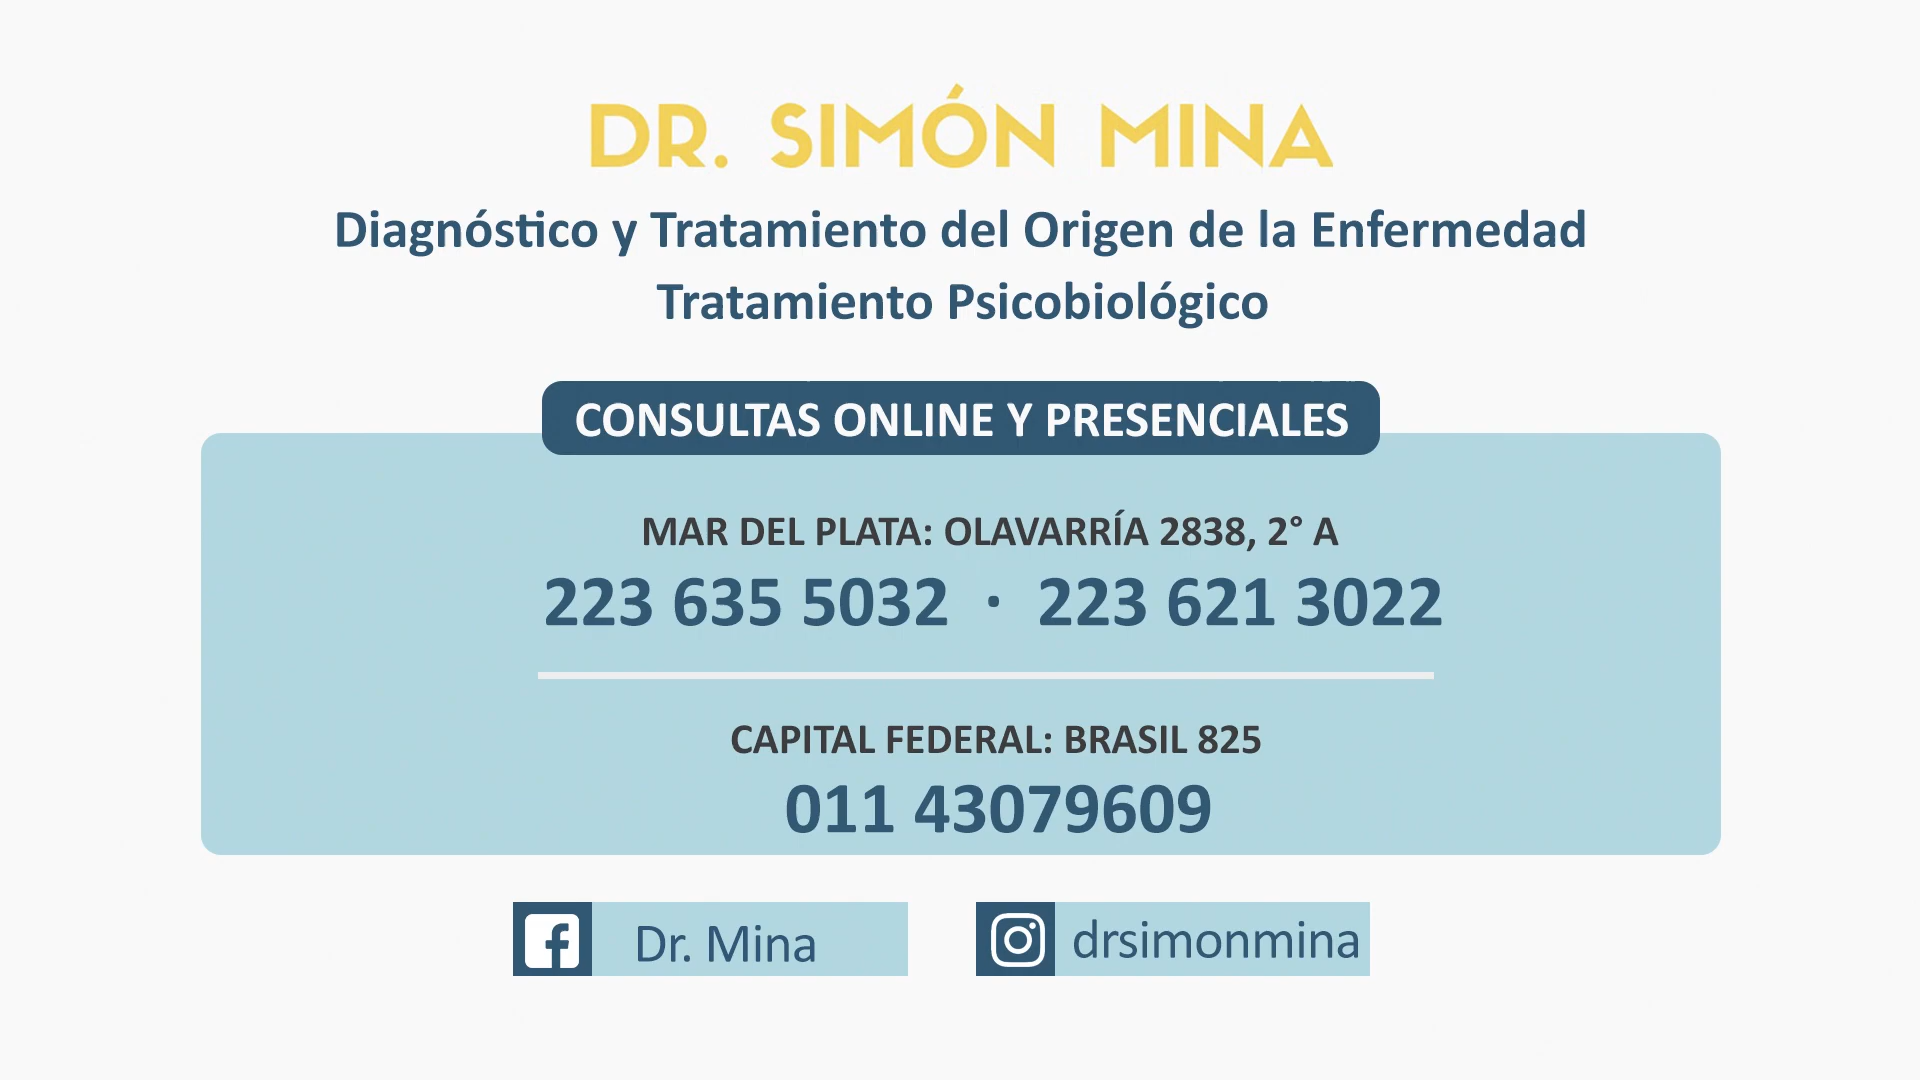 DR. SIMÓN MINA
Diagnóstico y Tratamiento del Origen de la Enfermedad
Tratamiento Psicobiológico
CONSULTAS ONLINE Y PRESENCIALES
MAR DEL PLATA: OLAVARRÍA 2838, 2° A
223 635 5032 · 223 621 3022
CAPITAL FEDERAL: BRASIL 825
011 43079609
Dr. Mina
drsimonmina